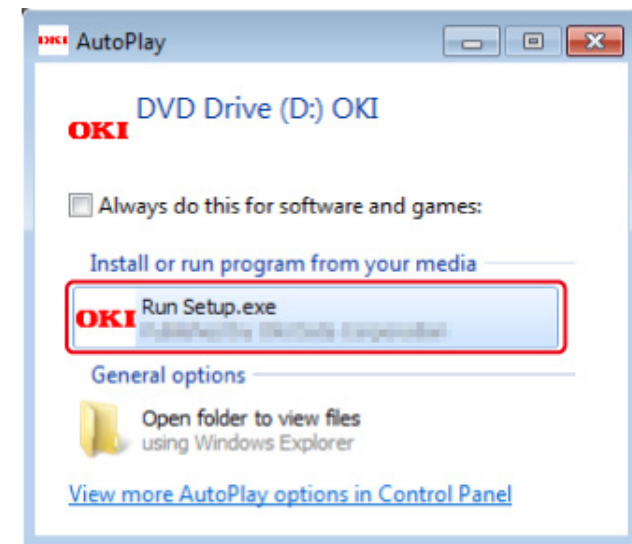 OKI AutoPlay
DVD Drive (D:) OKI
OKI
Always do this for software and games:
Install or run program from your media
OKI Run Setup.exe
General options
Open folder to view files
using Windows Explorer
View more AutoPlay options in Control Panel